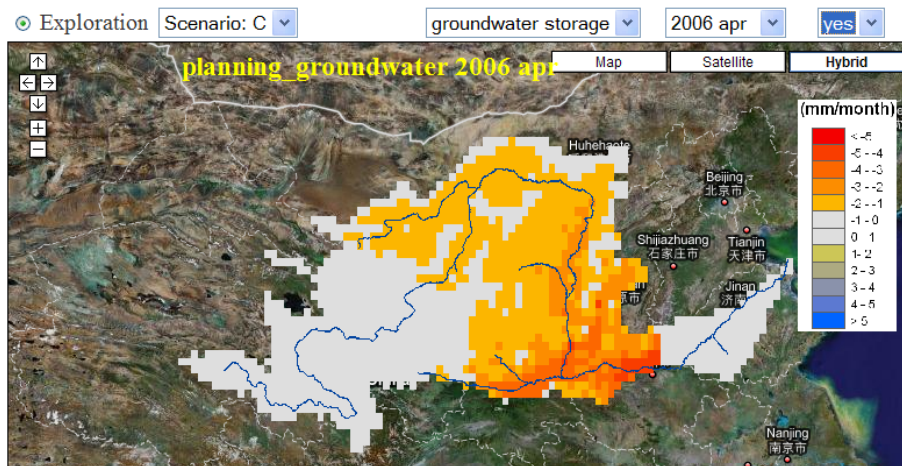 Exploration Scenario: C groundwater storage 2006 apr yes
planning_groundwater 2006 apr
Map Satellite Hybrid
(mm/month)
< -5
-5 - -4
-4 - -3
-3 - -2
-2 - -1
-1 - 0
0 - 1
1 - 2
2 - 3
3 - 4
4 - 5
> 5
Huhehaote
Beijing
北京市
Shijiazhuang
石家庄市
Tianjin
天津市
Jinan
济南
Nanjing
南京市